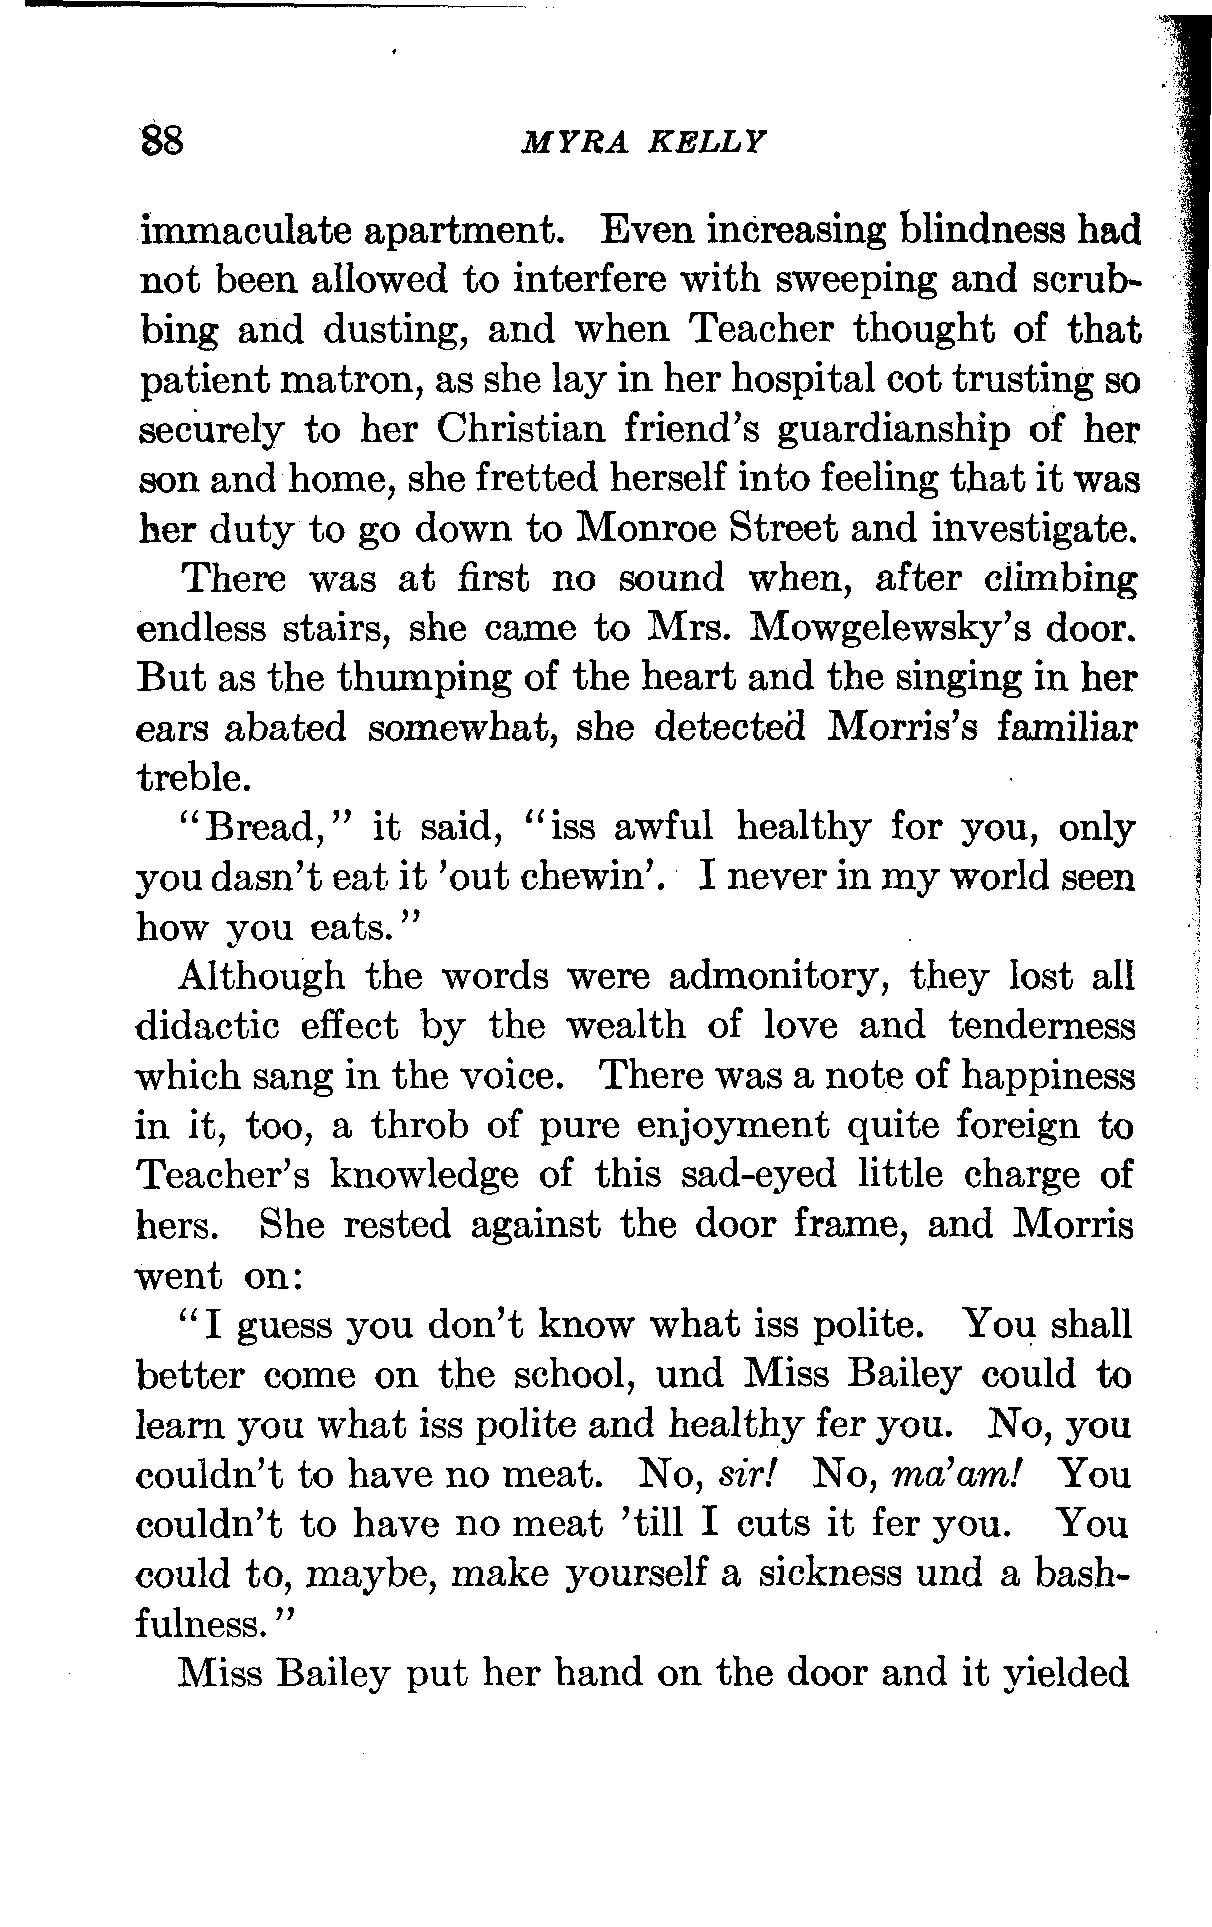 88 MYRA KELLY
immaculate apartment. Even increasing blindness had
not been allowed to interfere with sweeping and scrub-
bing and dusting, and when Teacher thought of that
patient matron, as she lay in her hospital cot trusting so
securely to her Christian friend's guardianship of her
son and home, she fretted herself into feeling that it was
her duty to go down to Monroe Street and investigate.
There was at first no sound when, after climbing
endless stairs, she came to Mrs. Mowgelewsky's door.
But as the thumping of the heart and the singing in her
ears abated somewhat, she detected Morris's familiar
treble.
"Bread," it said, "iss awful healthy for you, only
you dasn't eat it 'out chewin'. I never in my world seen
how you eats."
Although the words were admonitory, they lost all
didactic effect by the wealth of love and tenderness
which sang in the voice. There was a note of happiness
in it, too, a throb of pure enjoyment quite foreign to
Teacher's knowledge of this sad-eyed little charge of
hers. She rested against the door frame, and Morris
went on:
"I guess you don't know what iss polite. You shall
better come on the school, und Miss Bailey could to
learn you what iss polite and healthy fer you. No, you
couldn't to have no meat. No, sir! No, ma'am! You
couldn't to have no meat 'till I cuts it fer you. You
could to, maybe, make yourself a sickness und a bash-
fulness."
Miss Bailey put her hand on the door and it yielded